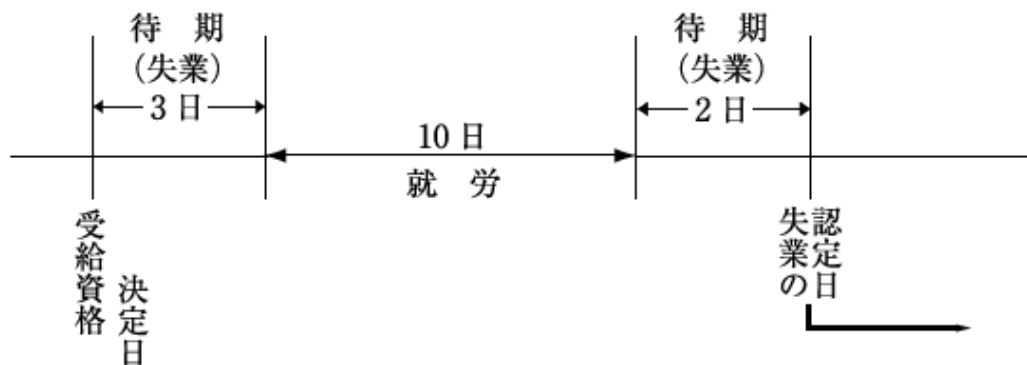 待 期
(失業)
3日
10日
就 労
待 期
(失業)
2日
受給資格
決定日
失業の
認定日